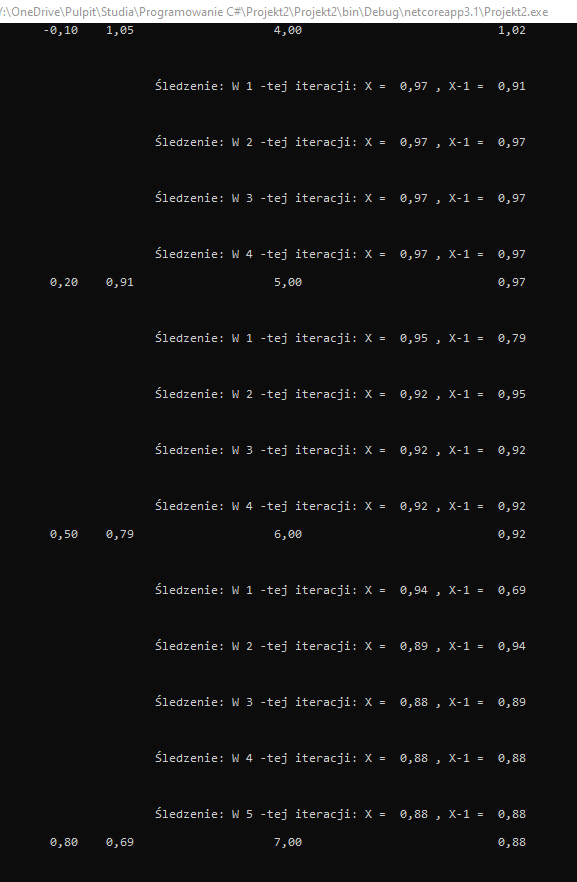 Y:\OneDrive\Pulpit\Studia\Programowanie C#\Projekt2\Projekt2\bin\Debug\netcoreapp3.1\Projekt2.exe
-0,10 1,05 4,00 1,02
Śledzenie: W 1 -tej iteracji: X = 0,97 , X-1 = 0,91
Śledzenie: W 2 -tej iteracji: X = 0,97 , X-1 = 0,97
Śledzenie: W 3 -tej iteracji: X = 0,97 , X-1 = 0,97
Śledzenie: W 4 -tej iteracji: X = 0,97 , X-1 = 0,97
0,20 0,91 5,00 0,97
Śledzenie: W 1 -tej iteracji: X = 0,95 , X-1 = 0,79
Śledzenie: W 2 -tej iteracji: X = 0,92 , X-1 = 0,95
Śledzenie: W 3 -tej iteracji: X = 0,92 , X-1 = 0,92
Śledzenie: W 4 -tej iteracji: X = 0,92 , X-1 = 0,92
0,50 0,79 6,00 0,92
Śledzenie: W 1 -tej iteracji: X = 0,94 , X-1 = 0,69
Śledzenie: W 2 -tej iteracji: X = 0,89 , X-1 = 0,94
Śledzenie: W 3 -tej iteracji: X = 0,88 , X-1 = 0,89
Śledzenie: W 4 -tej iteracji: X = 0,88 , X-1 = 0,88
Śledzenie: W 5 -tej iteracji: X = 0,88 , X-1 = 0,88
0,80 0,69 7,00 0,88